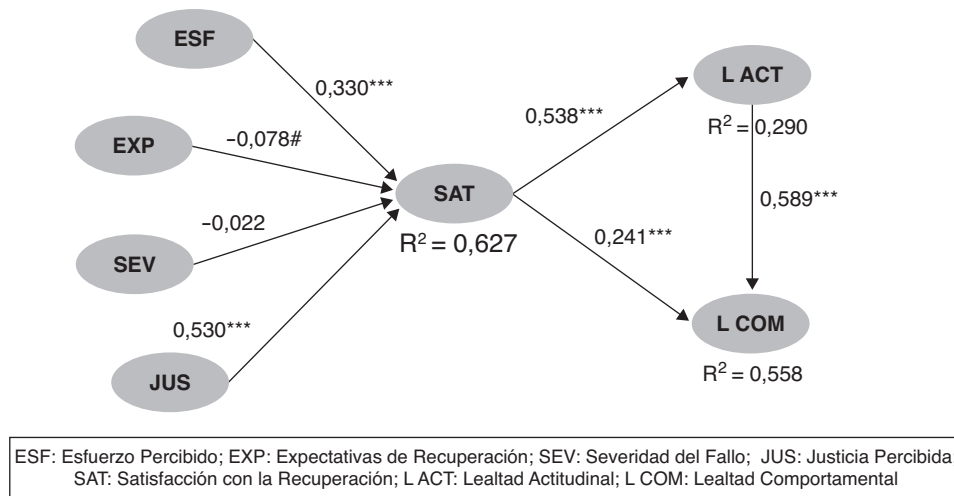 ESF
0,330***
L ACT
0,538***
R² = 0,290
EXP
-0,078#
SAT
R² = 0,627
0,589***
-0,022
SEV
0,241***
0,530***
L COM
R² = 0,558
JUS
ESF: Esfuerzo Percibido; EXP: Expectativas de Recuperación; SEV: Severidad del Fallo; JUS: Justicia Percibida;
SAT: Satisfacción con la Recuperación; L ACT: Lealtad Actitudinal; L COM: Lealtad Comportamental